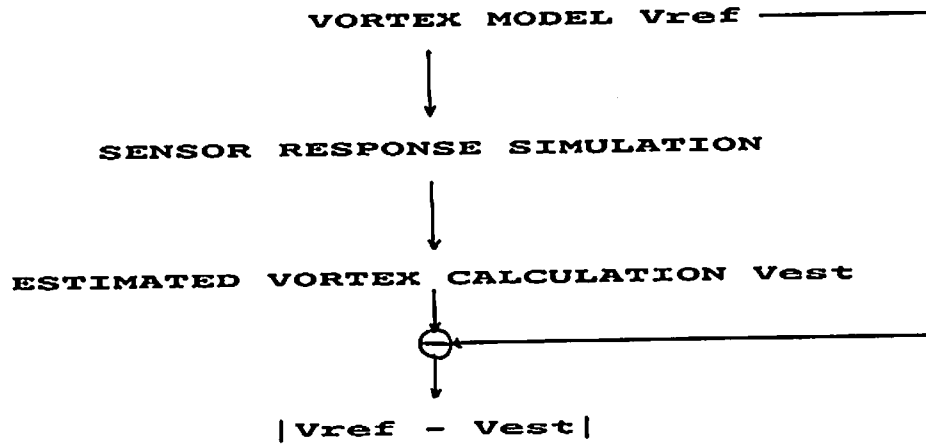 VORTEX MODEL Vref
SENSOR RESPONSE SIMULATION
ESTIMATED VORTEX CALCULATION Vest
|Vref - Vest|